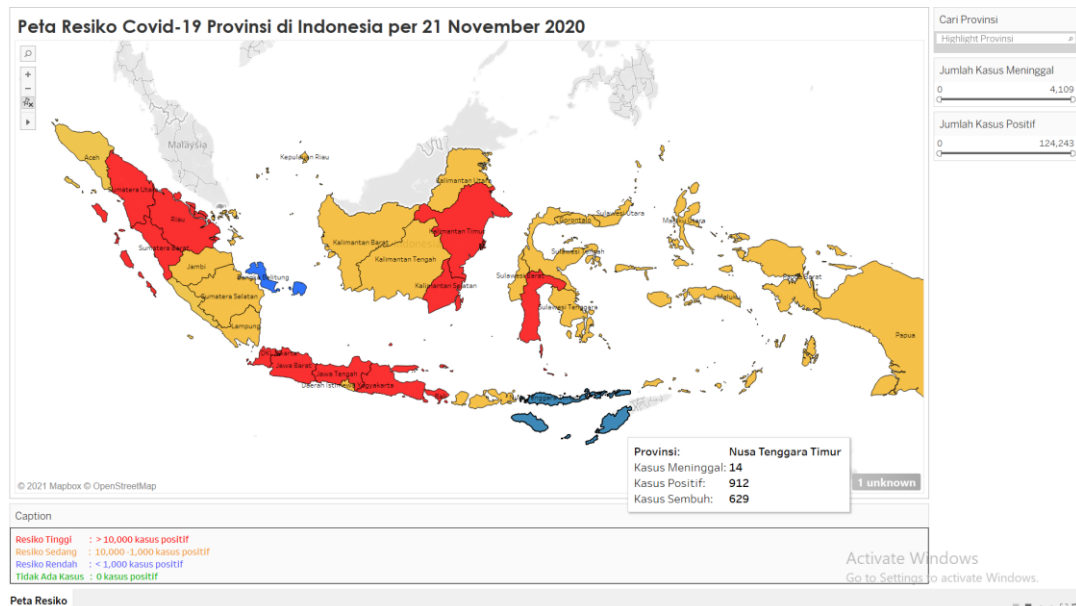 Peta Resiko Covid-19 Provinsi di Indonesia per 21 November 2020
Cari Provinsi
Highlight Provinsi
Jumlah Kasus Meninggal
0 4,109
Jumlah Kasus Positif
0 124,243
Malaysia
Aceh
Kepulauan Riau
Kalimantan Utara
Sumatera Utara
Riau
Sulawesi Utara
Gorontalo
Maluku Utara
Kalimantan Timur
Sumatera Barat
Kalimantan Barat
Indonesia
Sulawesi Tengah
Kalimantan Tengah
Jambi
Bangka Belitung
Sulawesi Barat
Papua Barat
Kalimantan Selatan
Sumatera Selatan
Maluku
Sulawesi Tenggara
Lampung
Papua
Jawa Barat
Jawa Tengah
Daerah Istimewa Yogyakarta
Provinsi: Nusa Tenggara Timur
Kasus Meninggal: 14
Kasus Positif: 912
Kasus Sembuh: 629
1 unknown
© 2021 Mapbox © OpenStreetMap
Caption
Resiko Tinggi : > 10,000 kasus positif
Resiko Sedang : 10,000 -1,000 kasus positif
Resiko Rendah : < 1,000 kasus positif
Tidak Ada Kasus : 0 kasus positif
Activate Windows
Go to Settings to activate Windows.
Peta Resiko